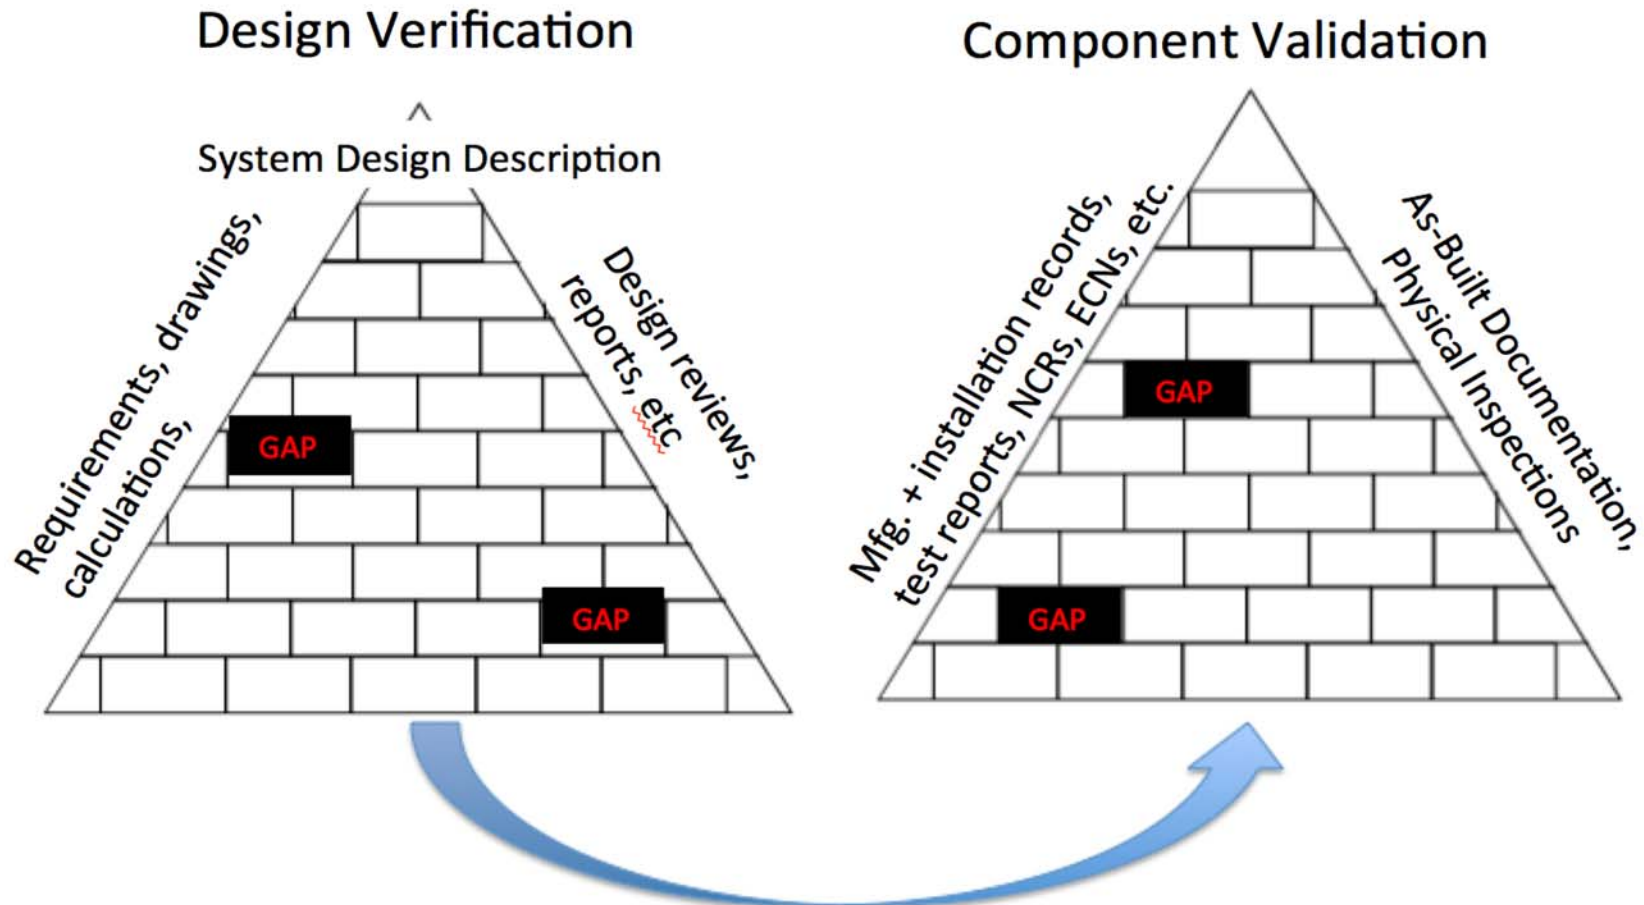 Design Verification
System Design Description
Requirements, drawings,
calculations,
Design reviews,
reports, etc
GAP
GAP
Component Validation
Mfg. + installation records,
test reports, NCRs, ECNs, etc.
As-Built Documentation,
Physical Inspections
GAP
GAP